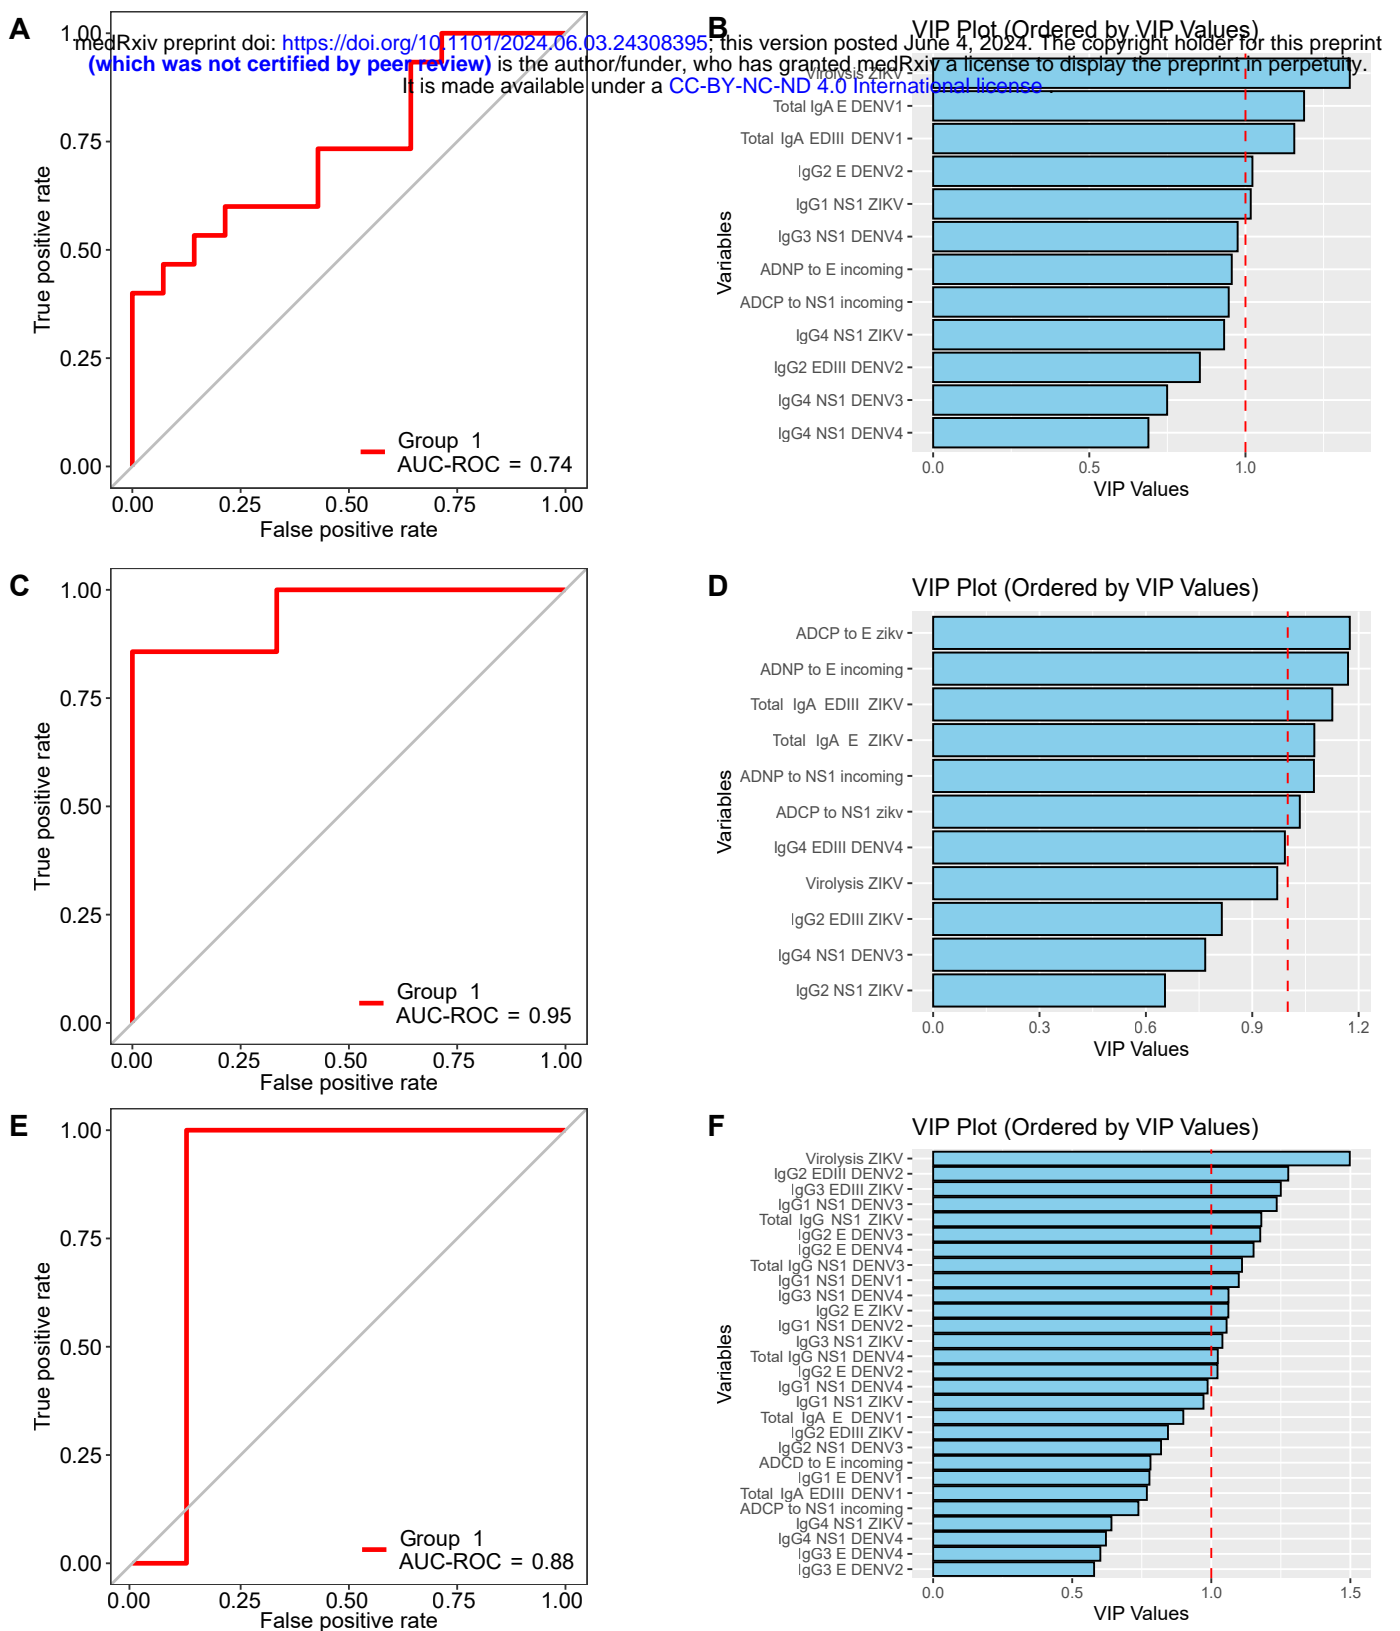 medRxiv preprint doi: https://doi.org/10.1101/2024.06.03.24308395; this version posted June 4, 2024. The copyright holder for this preprint
(which was not certified by peer review) is the author/funder, who has granted medRxiv a license to display the preprint in perpetuity.
It is made available under a CC-BY-NC-ND 4.0 International license .
A
True positive rate
1.00
0.75
0.50
0.25
0.00
Group 1
AUC-ROC = 0.74
0.00 0.25 0.50 0.75 1.00
False positive rate
B
VIP Plot (Ordered by VIP Values)
Variables
Virolysis ZIKV
Total IgA E DENV1
Total IgA EDIII DENV1
IgG2 E DENV2
IgG1 NS1 ZIKV
IgG3 NS1 DENV4
ADNP to E incoming
ADCP to NS1 incoming
IgG4 NS1 ZIKV
IgG2 EDIII DENV2
IgG4 NS1 DENV3
IgG4 NS1 DENV4
0.0 0.5 1.0
VIP Values
C
True positive rate
1.00
0.75
0.50
0.25
0.00
Group 1
AUC-ROC = 0.95
0.00 0.25 0.50 0.75 1.00
False positive rate
D
VIP Plot (Ordered by VIP Values)
Variables
ADCP to E zikv
ADNP to E incoming
Total IgA EDIII ZIKV
Total IgA E ZIKV
ADNP to NS1 incoming
ADCP to NS1 zikv
IgG4 EDIII DENV4
Virolysis ZIKV
IgG2 EDIII ZIKV
IgG4 NS1 DENV3
IgG2 NS1 ZIKV
0.0 0.3 0.6 0.9 1.2
VIP Values
E
True positive rate
1.00
0.75
0.50
0.25
0.00
Group 1
AUC-ROC = 0.88
0.00 0.25 0.50 0.75 1.00
False positive rate
F
VIP Plot (Ordered by VIP Values)
Variables
Virolysis ZIKV
IgG2 EDIII DENV2
IgG3 EDIII ZIKV
IgG1 NS1 DENV3
Total IgG NS1 ZIKV
IgG2 E DENV3
IgG2 E DENV4
Total IgG NS1 DENV3
IgG1 NS1 DENV1
IgG3 NS1 DENV4
IgG2 E ZIKV
IgG1 NS1 DENV2
IgG3 NS1 ZIKV
Total IgG NS1 DENV4
IgG2 E DENV2
IgG1 NS1 DENV4
IgG1 NS1 ZIKV
Total IgA E DENV1
IgG2 EDIII ZIKV
IgG2 NS1 DENV3
ADCD to E incoming
IgG1 E DENV1
Total IgA EDIII DENV1
ADCP to NS1 incoming
IgG4 NS1 ZIKV
IgG4 NS1 DENV4
IgG3 E DENV4
IgG3 E DENV2
0.0 0.5 1.0 1.5
VIP Values